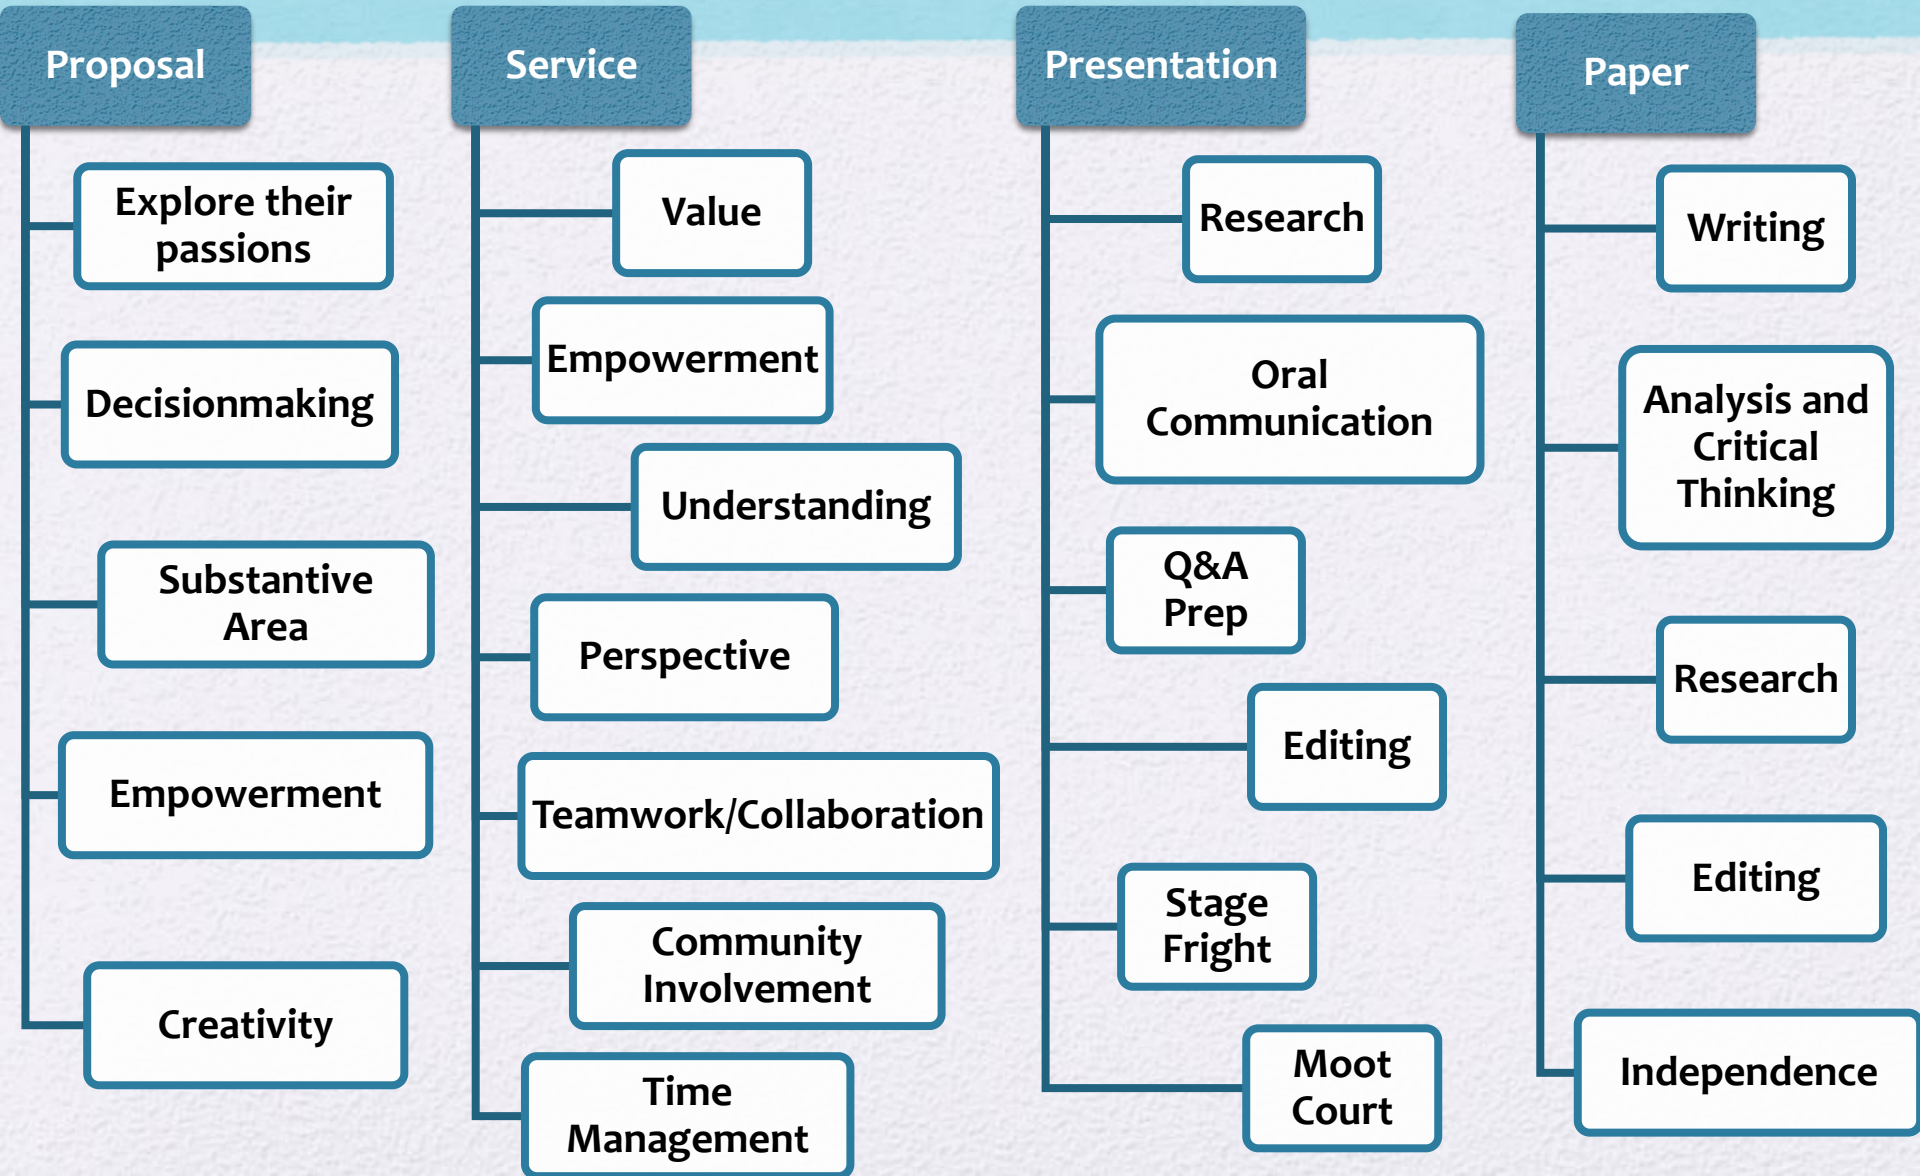 Proposal
Explore their
passions
Decisionmaking
Substantive
Area
Empowerment
Creativity
Service
Value
Empowerment
Understanding
Perspective
Teamwork/Collaboration
Community
Involvement
Time
Management
Presentation
Research
Oral
Communication
Q&A
Prep
Editing
Stage
Fright
Moot
Court
Paper
Writing
Analysis and
Critical
Thinking
Research
Editing
Independence